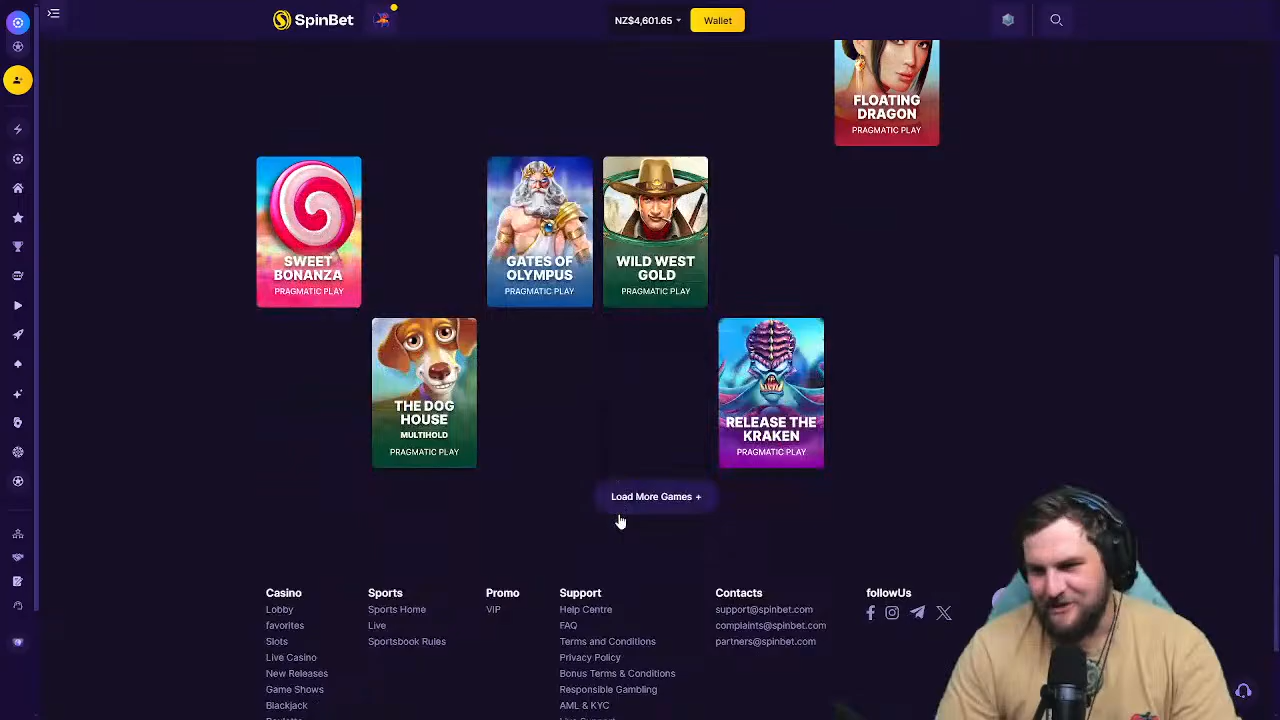 SpinBet
NZ$4,601.65
Wallet
FLOATING
DRAGON
PRAGMATIC PLAY
SWEET
BONANZA
PRAGMATIC PLAY
GATES OF
OLYMPUS
PRAGMATIC PLAY
WILD WEST
GOLD
PRAGMATIC PLAY
THE DOG
HOUSE
MULTIHOLD
PRAGMATIC PLAY
RELEASE THE
KRAKEN
PRAGMATIC PLAY
Load More Games +
Casino
Lobby
favorites
Slots
Live Casino
New Releases
Game Shows
Blackjack
Sports
Sports Home
Live
Sportsbook Rules
Promo
VIP
Support
Help Centre
FAQ
Terms and Conditions
Privacy Policy
Bonus Terms & Conditions
Responsible Gambling
AML & KYC
Contacts
support@spinbet.com
complaints@spinbet.com
partners@spinbet.com
followUs